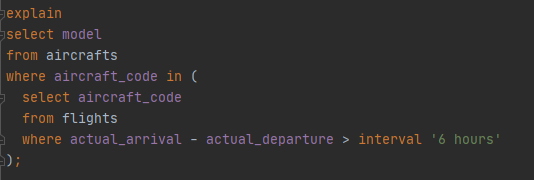 explain
select model
from aircrafts
where aircraft_code in (
  select aircraft_code
  from flights
  where actual_arrival - actual_departure > interval '6 hours'
);